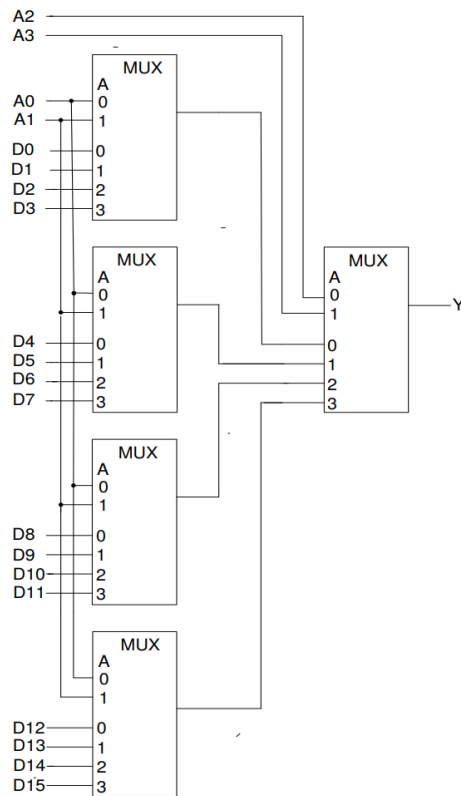 A2
A3
MUX
A
A0 0
A1 1
D0 0
D1 1
D2 2
D3 3
MUX
A
0
1
D4 0
D5 1
D6 2
D7 3
MUX
A
0
1
0
1
2
3
Y
MUX
A
0
1
D8 0
D9 1
D10 2
D11 3
MUX
A
0
1
D12 0
D13 1
D14 2
D15 3